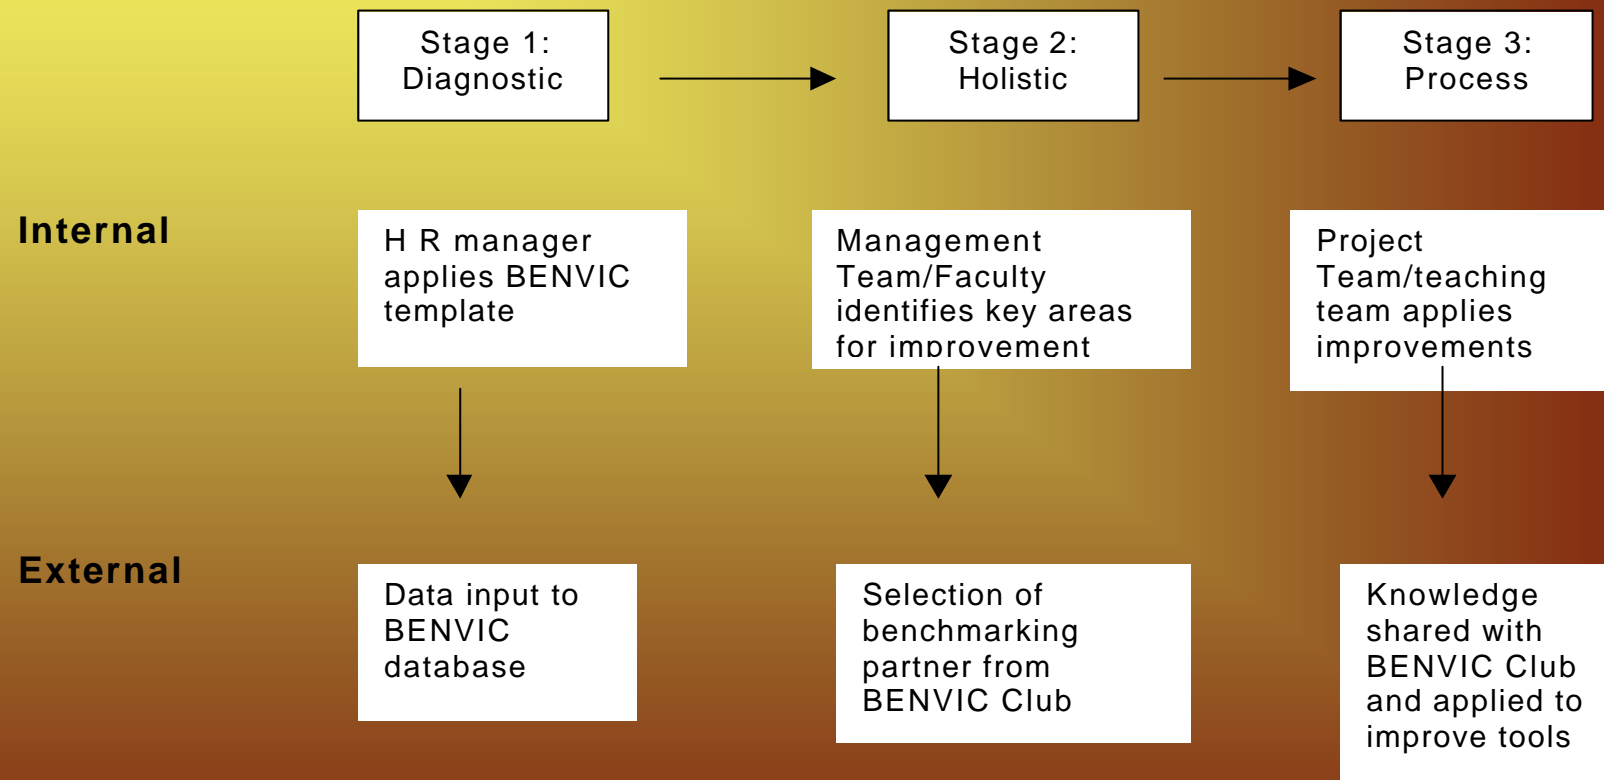 Stage 1:
Diagnostic
Stage 2:
Holistic
Stage 3:
Process
Internal
H R manager
applies BENVIC
template
Management
Team/Faculty
identifies key areas
for improvement
Project
Team/teaching
team applies
improvements
External
Data input to
BENVIC
database
Selection of
benchmarking
partner from
BENVIC Club
Knowledge
shared with
BENVIC Club
and applied to
improve tools